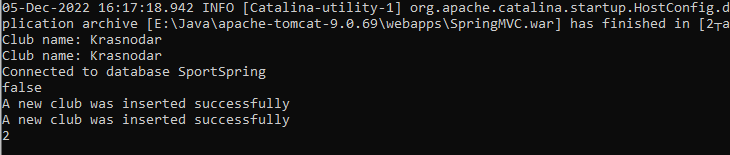 05-Dec-2022 16:17:18.942 INFO [Catalina-utility-1] org.apache.catalina.startup.HostConfig.d
plication archive [E:\Java\apache-tomcat-9.0.69\webapps\SpringMVC.war] has finished in [2┬а
Club name: Krasnodar
Club name: Krasnodar
Connected to database SportSpring
false
A new club was inserted successfully
A new club was inserted successfully
2